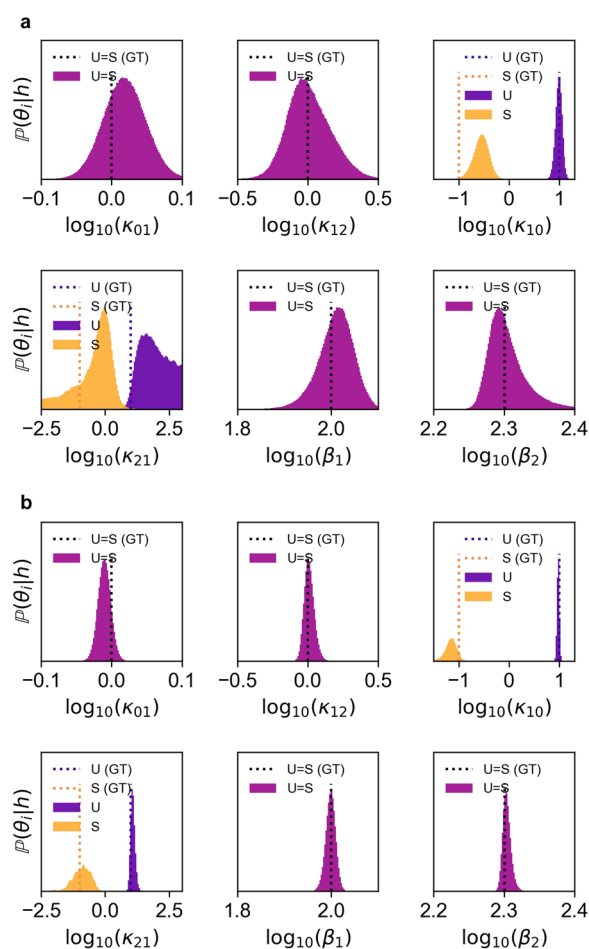 a
U=S (GT)
U=S
U=S (GT)
U=S
U (GT)
S (GT)
U
S
ℙ(θᵢ|h)
−0.1 0.0 0.1
−0.5 0.0 0.5
−1 0 1
log₁₀(κ₀₁)
log₁₀(κ₁₂)
log₁₀(κ₁₀)
U (GT)
S (GT)
U
S
U=S (GT)
U=S
U=S (GT)
U=S
ℙ(θᵢ|h)
−2.5 0.0 2.5
1.8 2.0
2.2 2.3 2.4
log₁₀(κ₂₁)
log₁₀(β₁)
log₁₀(β₂)
b
U=S (GT)
U=S
U=S (GT)
U=S
U (GT)
S (GT)
U
S
ℙ(θᵢ|h)
−0.1 0.0 0.1
−0.5 0.0 0.5
−1 0 1
log₁₀(κ₀₁)
log₁₀(κ₁₂)
log₁₀(κ₁₀)
U (GT)
S (GT)
U
S
U=S (GT)
U=S
U=S (GT)
U=S
ℙ(θᵢ|h)
−2.5 0.0 2.5
1.8 2.0
2.2 2.3 2.4
log₁₀(κ₂₁)
log₁₀(β₁)
log₁₀(β₂)